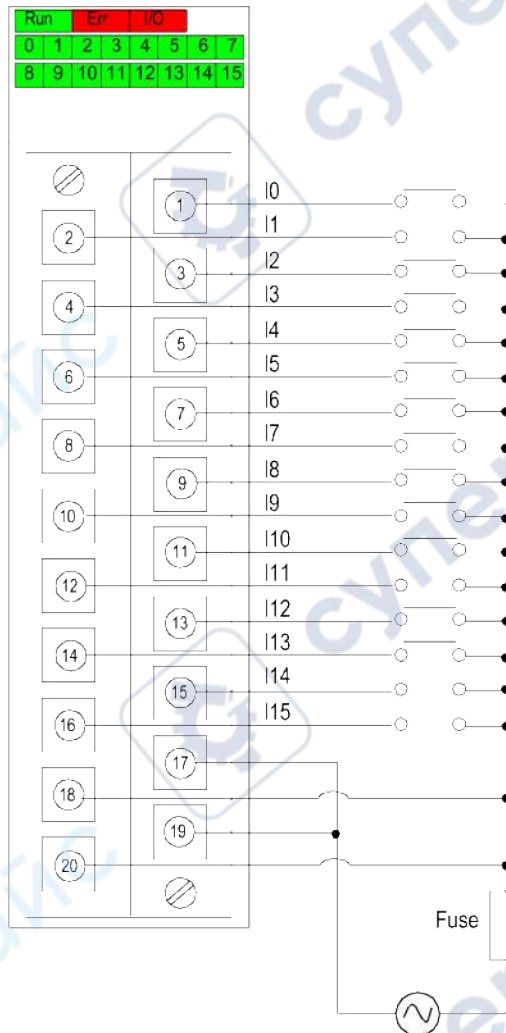 Run Err I/O
0 1 2 3 4 5 6 7
8 9 10 11 12 13 14 15
1 I0
2 I1
3 I2
4 I3
5 I4
6 I5
7 I6
8 I7
9 I8
10 I9
11 I10
12 I11
13 I12
14 I13
15 I14
16 I15
17
18
19
20
Fuse